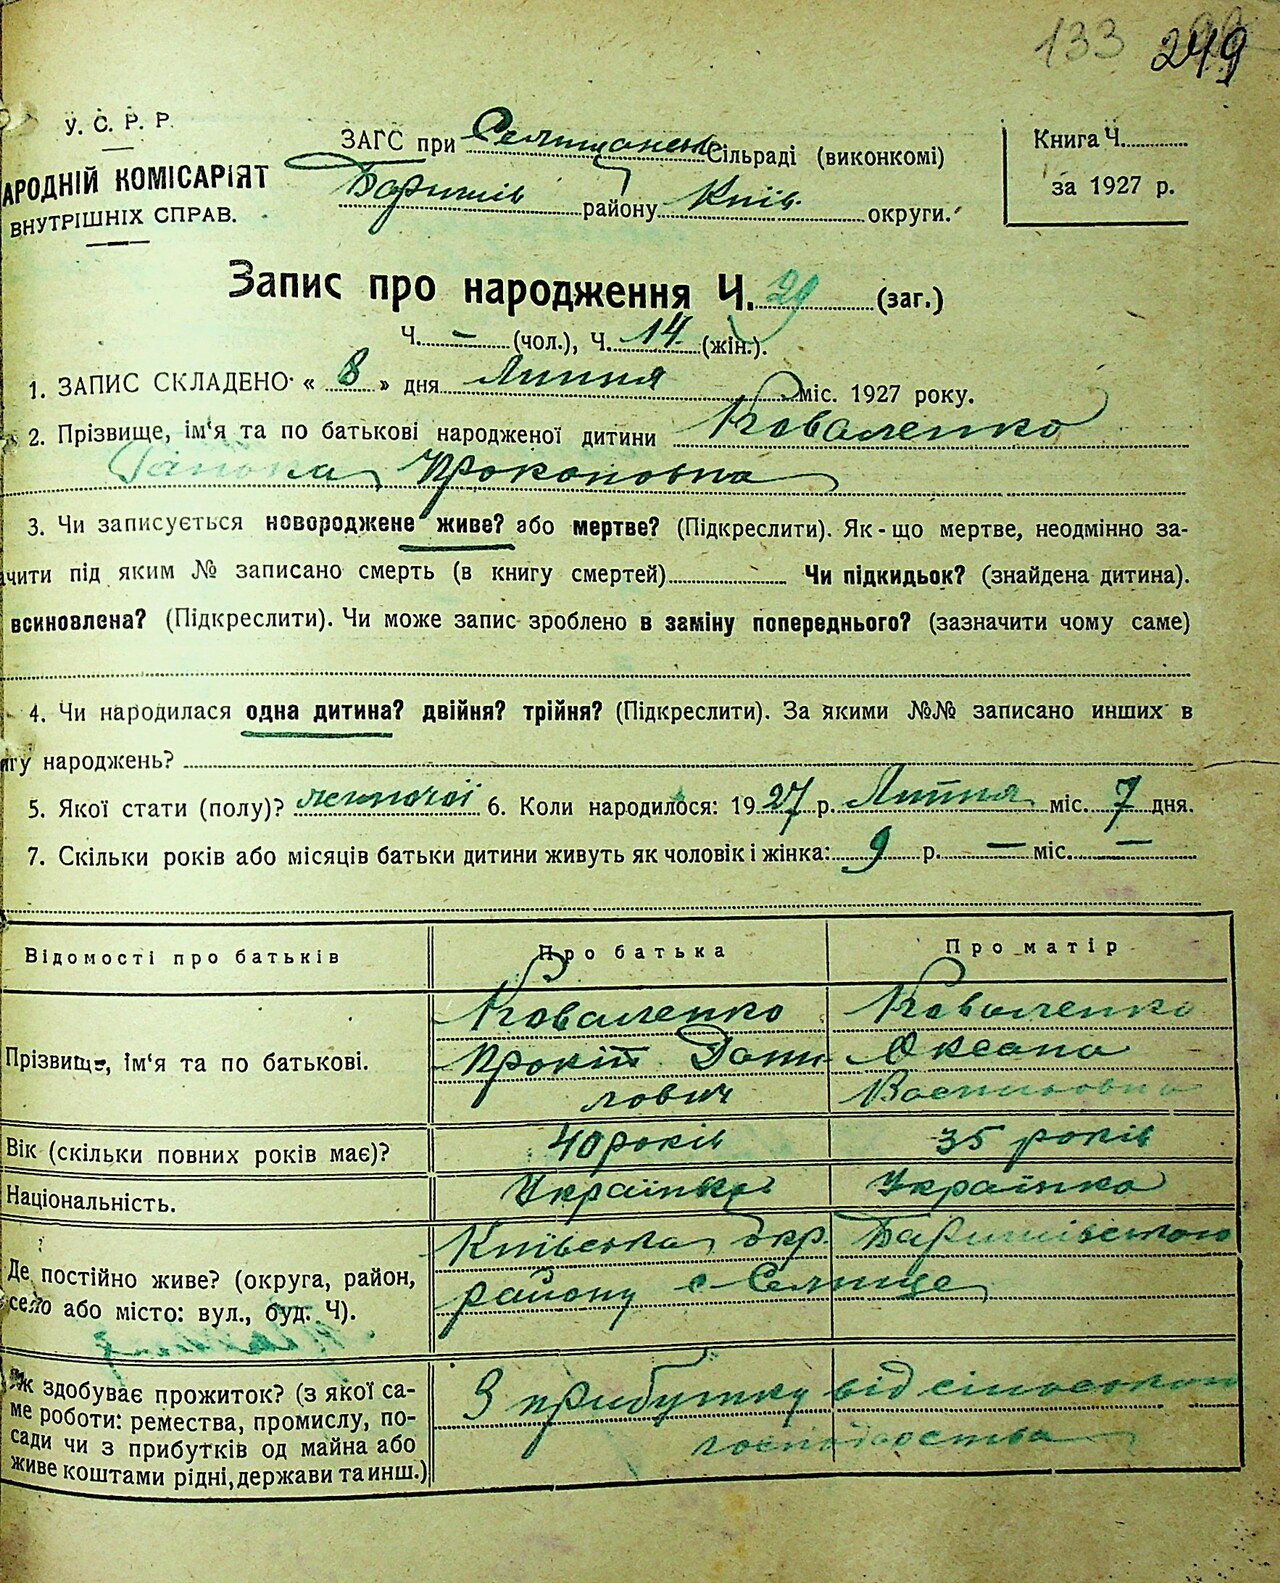 133 249
У. С. Р. Р.
АРОДНІЙ КОМІСАРІЯТ
ВНУТРІШНІХ СПРАВ.
ЗАГС при Селищанск Сільраді (виконкомі)
Баришів району Київ. округи.
Книга Ч.
за 1927 р.
Запис про народження Ч. 29 (заг.)
Ч. – (чол.), Ч. 14 (жін.).
1. ЗАПИС СКЛАДЕНО « 8 » дня Липня міс. 1927 року.
2. Прізвище, ім‘я та по батькові народженої дитини Коваленко
Ганька Прокоповна
3. Чи записується новороджене живе? або мертве? (Підкреслити). Як-що мертве, неодмінно за-
чити під яким № записано смерть (в книгу смертей) Чи підкидьок? (знайдена дитина).
всиновлена? (Підкреслити). Чи може запис зроблено в заміну попереднього? (зазначити чому саме)
4. Чи народилася одна дитина? двійня? трійня? (Підкреслити). За якими №№ записано инших в
игу народжень?
5. Якої стати (полу)? жіночої 6. Коли народилося: 1927 р. Липня міс. 7 дня.
7. Скільки років або місяців батьки дитини живуть як чоловік і жінка: 9 р. – міс. –
Відомості про батьків Про батька Про матір
Прізвище, ім‘я та по батькові.
Коваленко Коваленко
Прокіп Дани Оксана
лович Васильовна
Вік (скільки повних років має)? 40 років 35 років
Національність. Українка Українка
Де постійно живе? (округа, район,
село або місто: вул., буд. Ч).
Київська окр. Баришівського
району с Селище
Як здобуває прожиток? (з якої са-
ме роботи: ремества, промислу, по-
сади чи з прибутків од майна або
живе коштами рідні, держави та инш.)
З прибутку від сільського
господарства